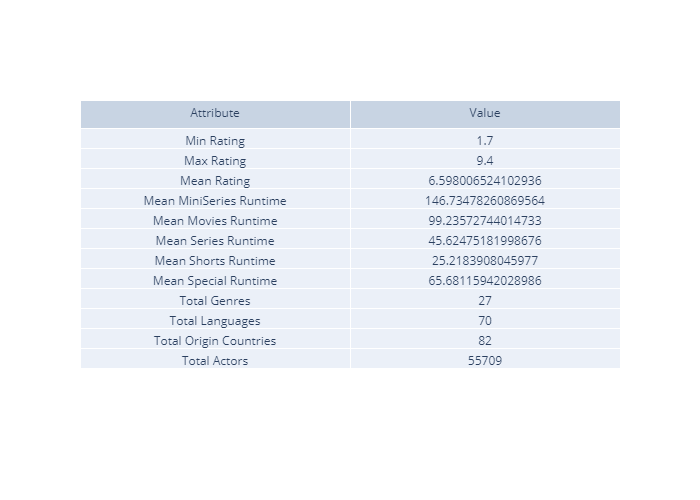 Attribute Value
Min Rating 1.7
Max Rating 9.4
Mean Rating 6.598006524102936
Mean MiniSeries Runtime 146.73478260869564
Mean Movies Runtime 99.23572744014733
Mean Series Runtime 45.62475181998676
Mean Shorts Runtime 25.2183908045977
Mean Special Runtime 65.68115942028986
Total Genres 27
Total Languages 70
Total Origin Countries 82
Total Actors 55709